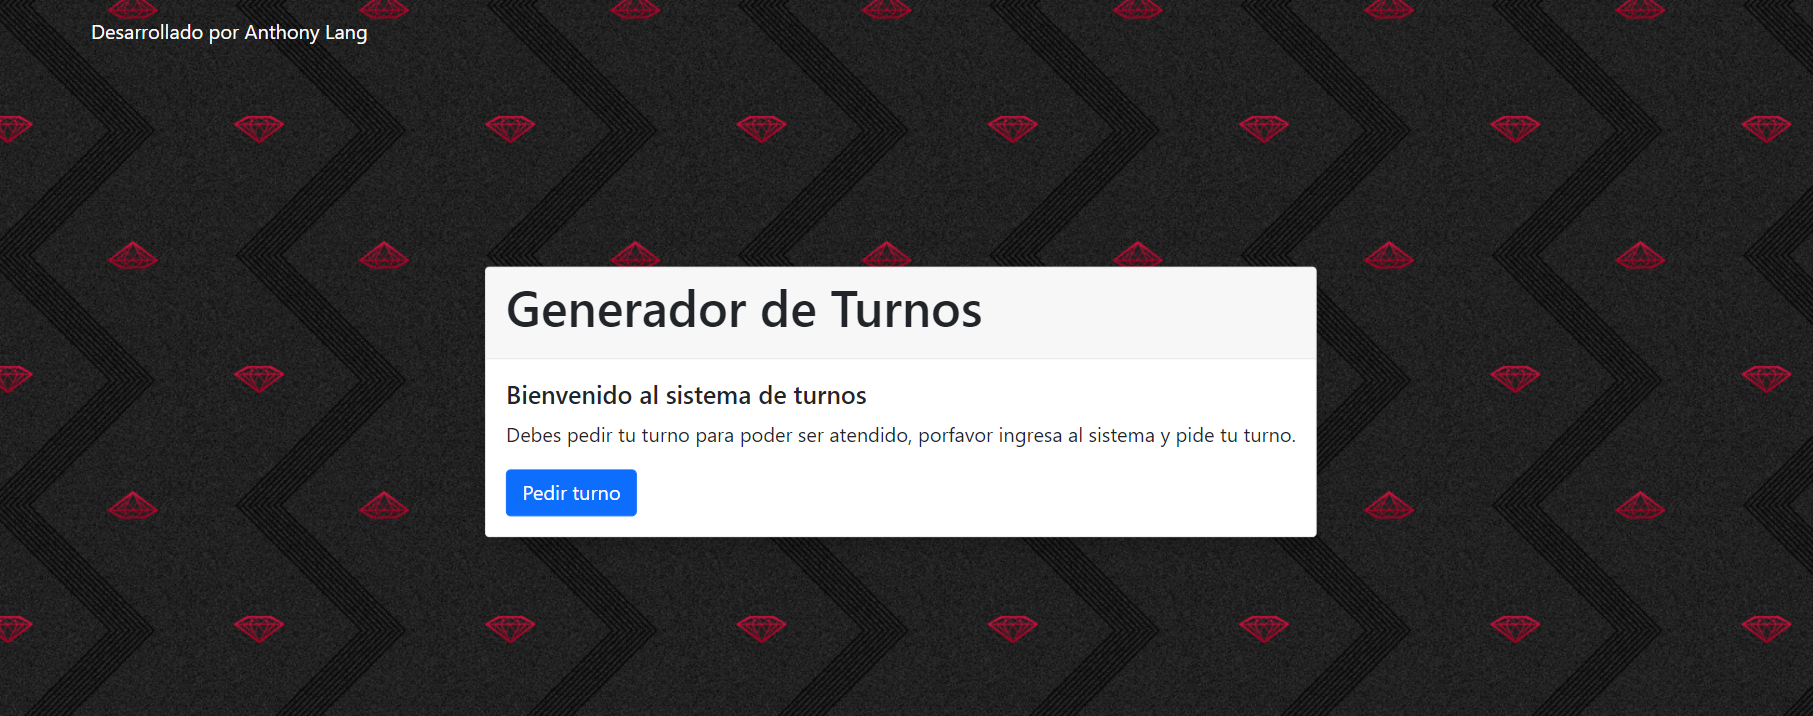 Desarrollado por Anthony Lang
Generador de Turnos
Bienvenido al sistema de turnos
Debes pedir tu turno para poder ser atendido, porfavor ingresa al sistema y pide tu turno.
Pedir turno